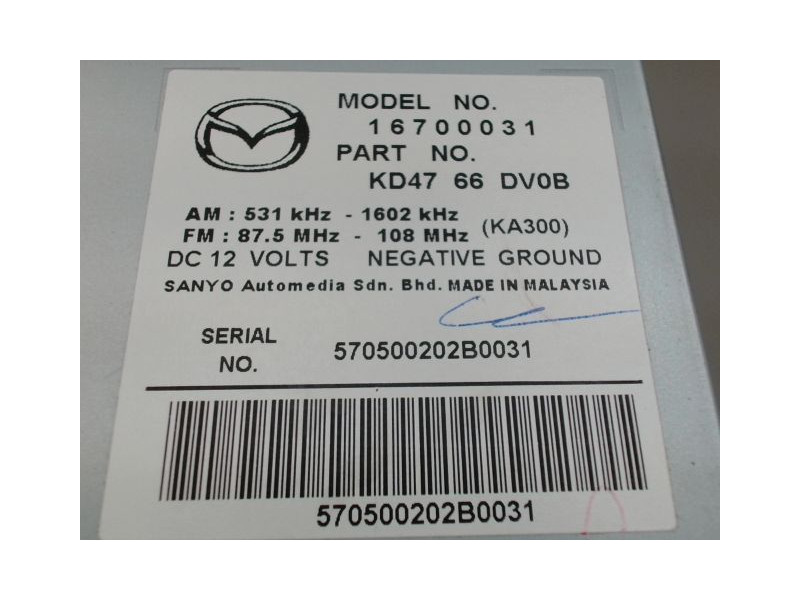 MODEL NO.
16700031
PART NO.
KD47 66 DV0B
AM : 531 kHz - 1602 kHz
FM : 87.5 MHz - 108 MHz (KA300)
DC 12 VOLTS NEGATIVE GROUND
SANYO Automedia Sdn. Bhd. MADE IN MALAYSIA
SERIAL NO. 570500202B0031
570500202B0031